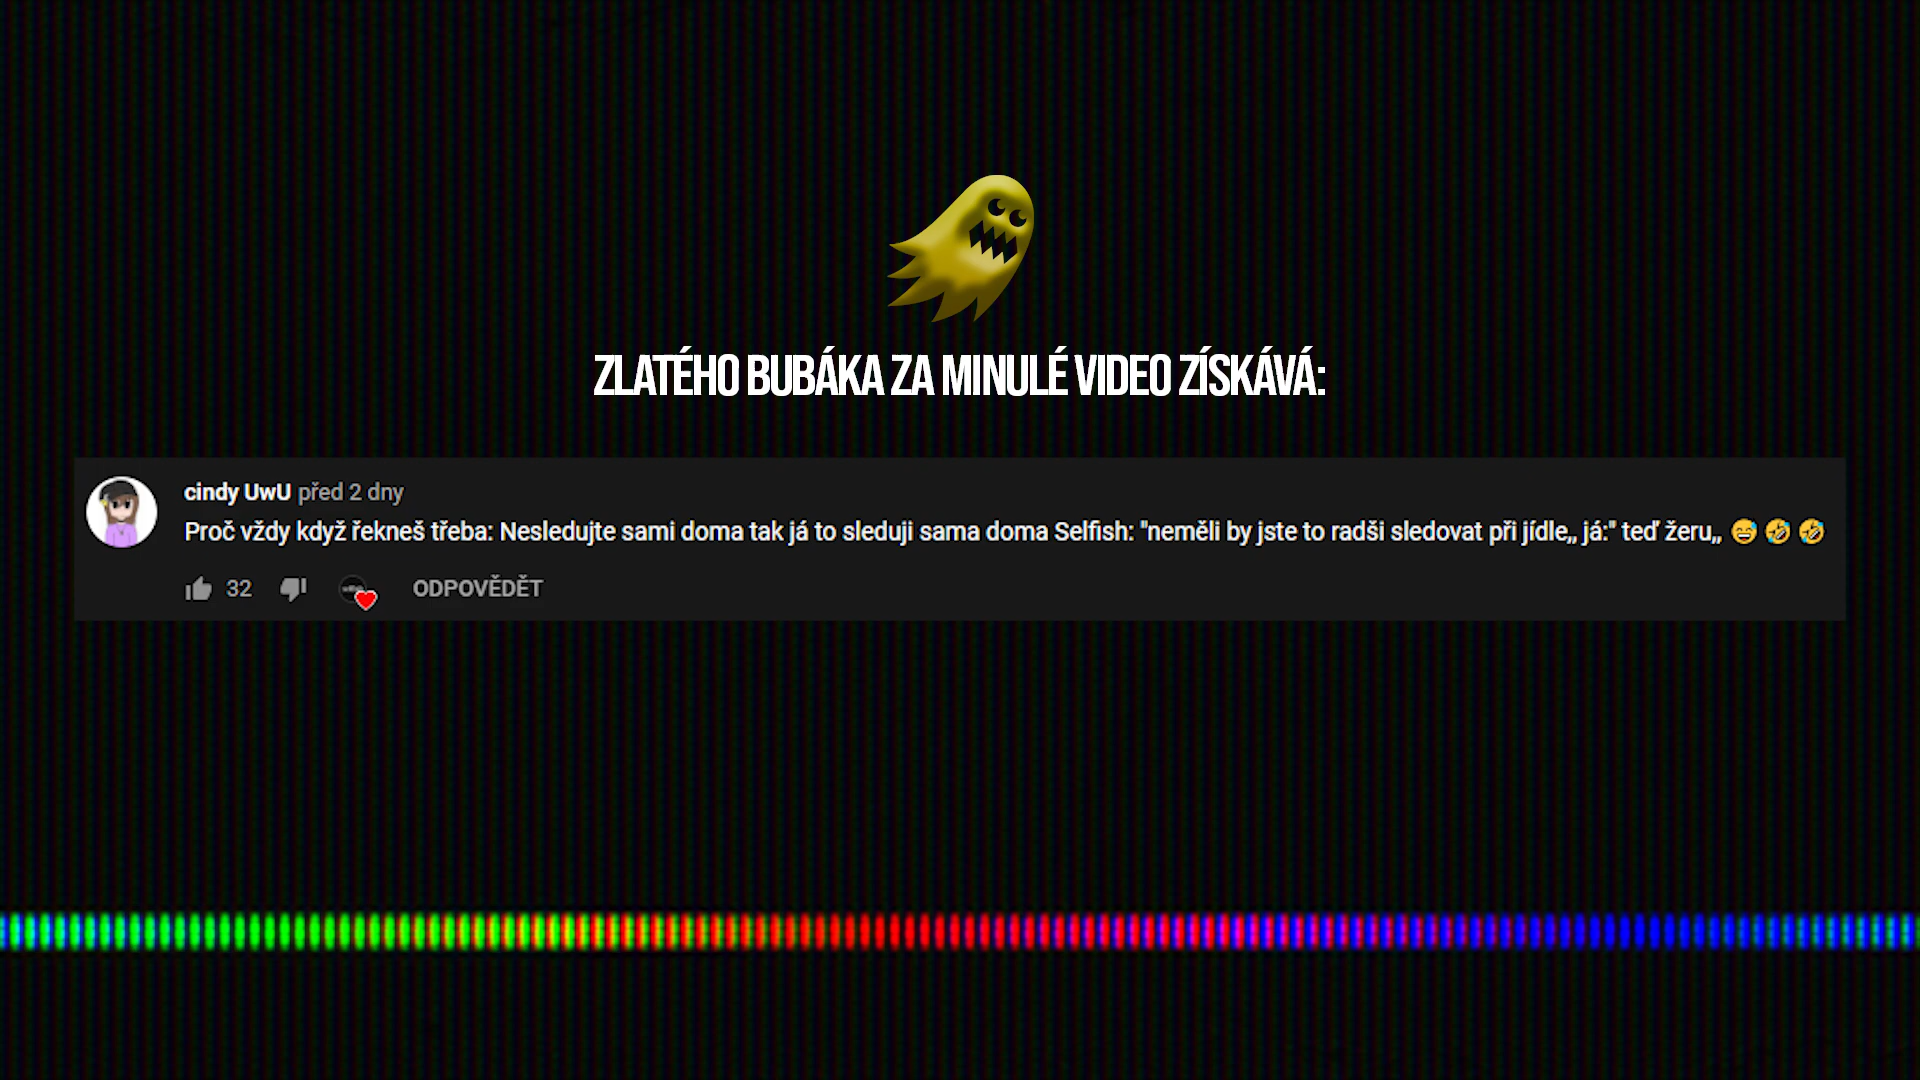 ZLATÉHO BUBÁKA ZA MINULÉ VIDEO ZÍSKÁVÁ:
cindy UwU před 2 dny
Proč vždy když řekneš třeba: Nesledujte sami doma tak já to sleduji sama doma Selfish: "neměli by jste to radši sledovat při jídle,, já:" teď žeru,, 😅 🤣 🤣
32 ODPOVĚDĚT